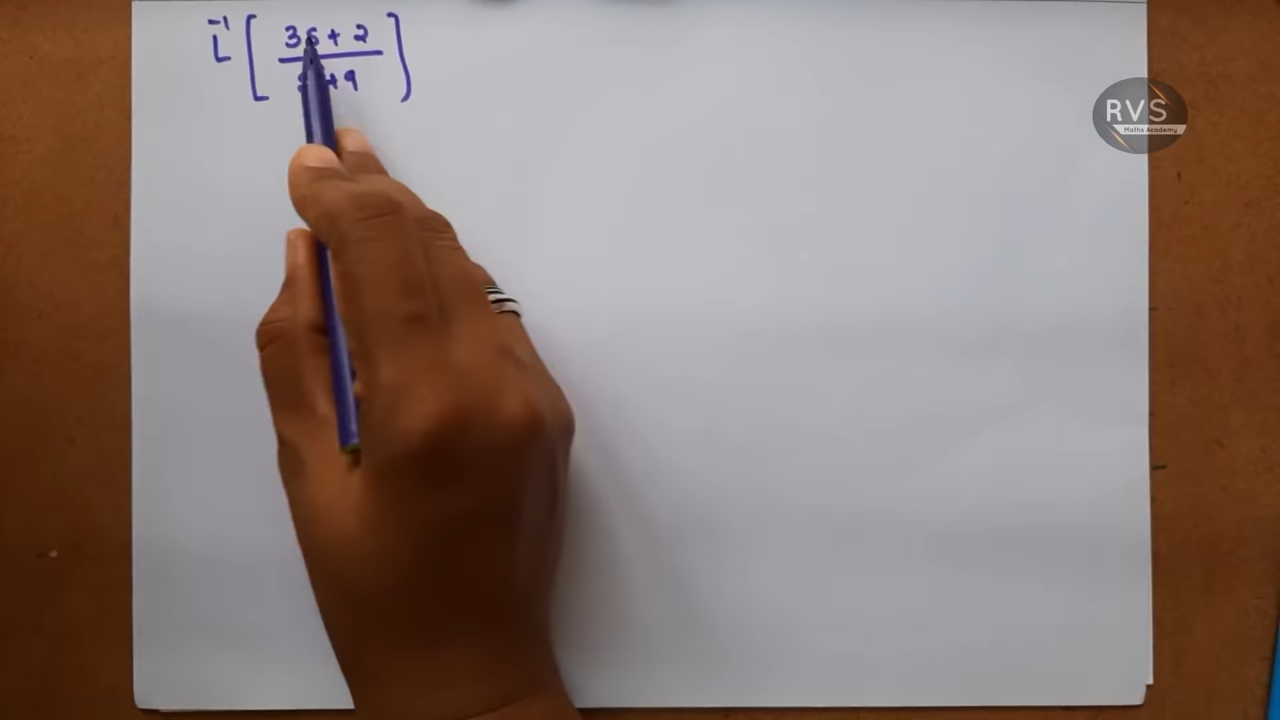 L⁻¹ [ 3s + 2 / s + 9 ]
RVS
Maths Academy